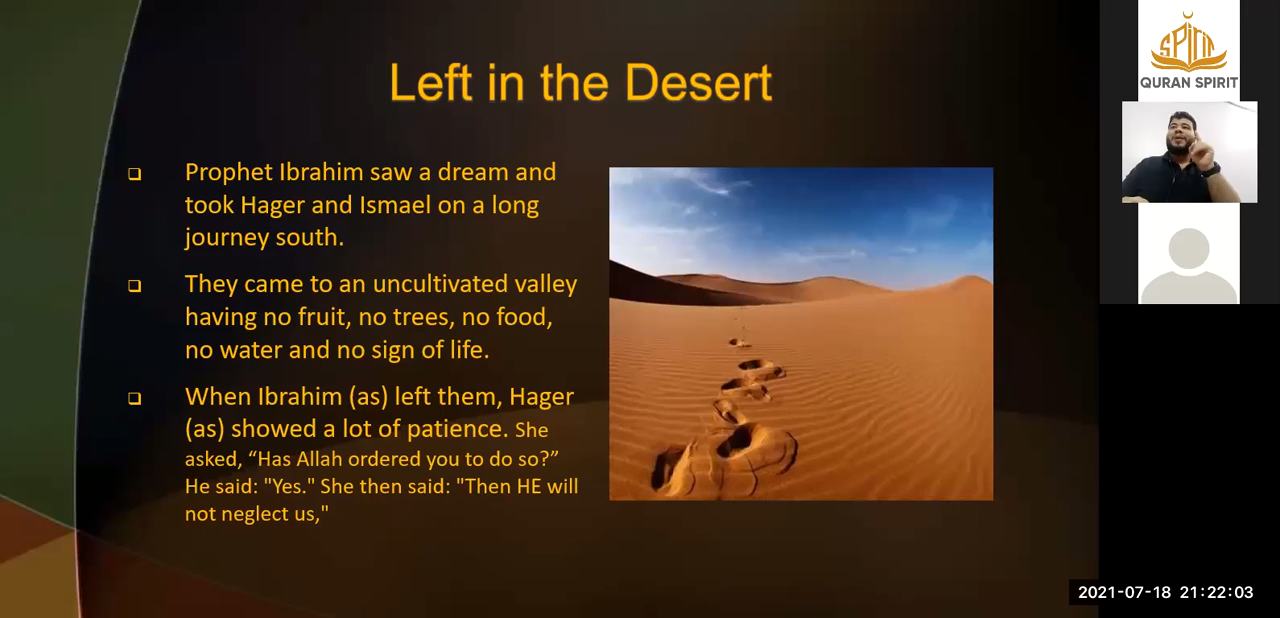 Left in the Desert
Prophet Ibrahim saw a dream and
took Hager and Ismael on a long
journey south.
They came to an uncultivated valley
having no fruit, no trees, no food,
no water and no sign of life.
When Ibrahim (as) left them, Hager
(as) showed a lot of patience. She
asked, “Has Allah ordered you to do so?”
He said: "Yes." She then said: "Then HE will
not neglect us,"
SPIRIT
QURAN SPIRIT
2021-07-18 21:22:03